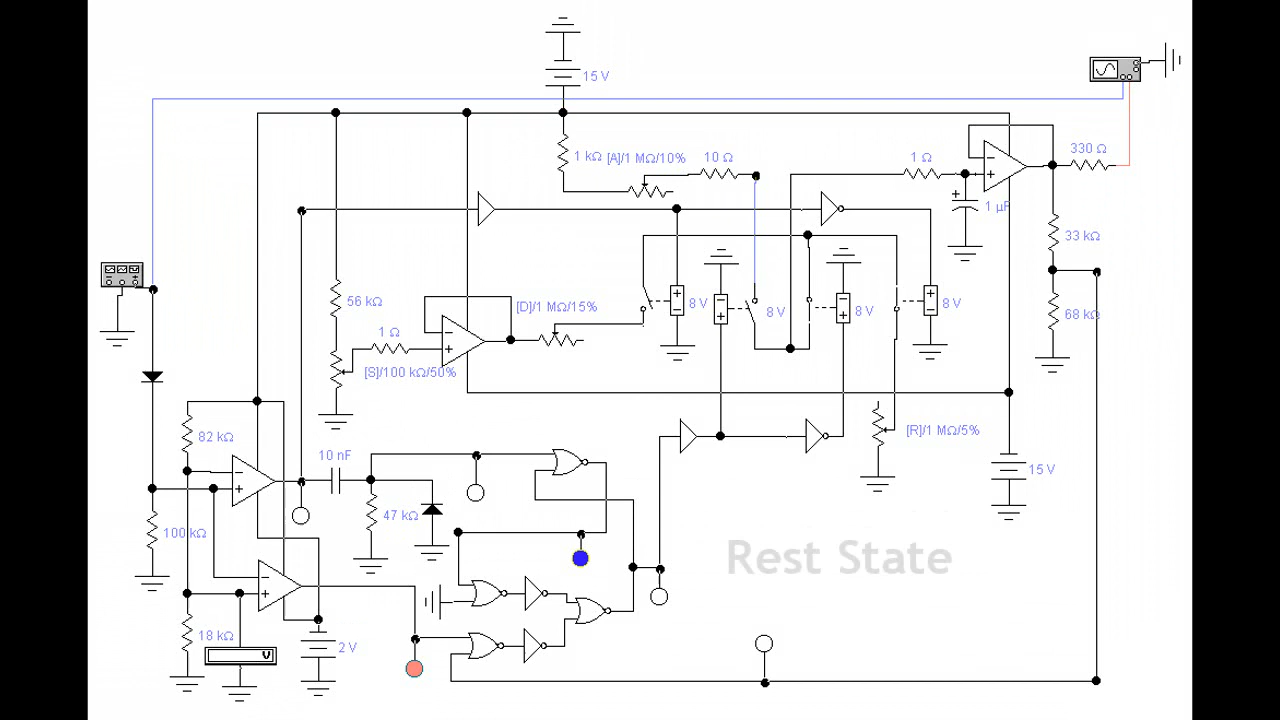 15 V
1 kΩ
[A]/1 MΩ/10%
10 Ω
1 Ω
330 Ω
1 µF
33 kΩ
56 kΩ
[D]/1 MΩ/15%
8 V
8 V
8 V
8 V
68 kΩ
1 Ω
[S]/100 kΩ/50%
82 kΩ
[R]/1 MΩ/5%
10 nF
15 V
47 kΩ
100 kΩ
Rest State
18 kΩ
V
2 V